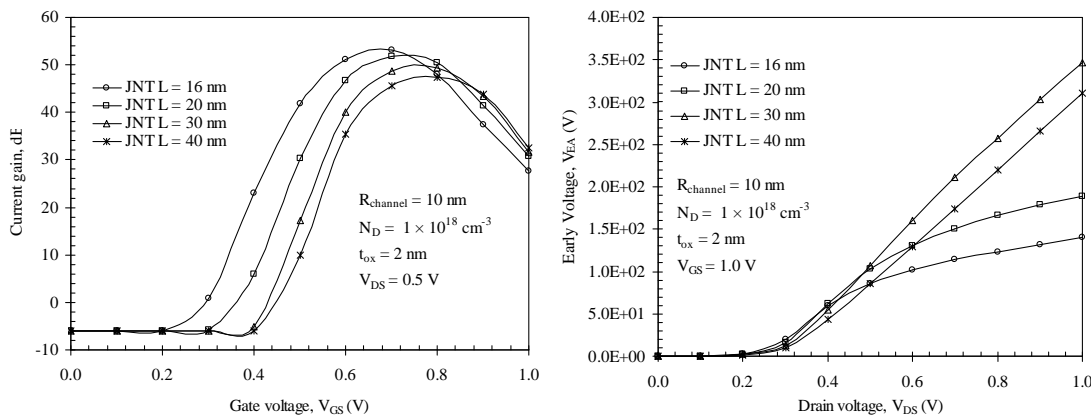 Current gain, dE
60
50
40
30
20
10
0
-10
0.0 0.2 0.4 0.6 0.8 1.0
Gate voltage, VGS (V)
JNT L = 16 nm
JNT L = 20 nm
JNT L = 30 nm
JNT L = 40 nm
Rchannel = 10 nm
ND = 1 × 10^18 cm-3
tox = 2 nm
VDS = 0.5 V
Early Voltage, VEA (V)
4.0E+02
3.5E+02
3.0E+02
2.5E+02
2.0E+02
1.5E+02
1.0E+02
5.0E+01
0.0E+00
0.0 0.2 0.4 0.6 0.8 1.0
Drain voltage, VDS (V)
JNT L = 16 nm
JNT L = 20 nm
JNT L = 30 nm
JNT L = 40 nm
Rchannel = 10 nm
ND = 1 × 10^18 cm-3
tox = 2 nm
VGS = 1.0 V